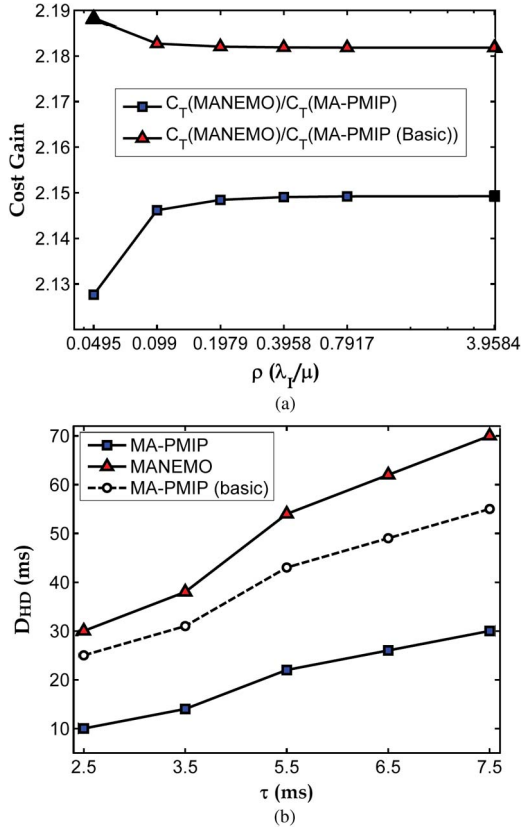 2.19
2.18
2.17
2.16
2.15
2.14
2.13
Cost Gain
C_T(MANEMO)/C_T(MA-PMIP)
C_T(MANEMO)/C_T(MA-PMIP (Basic))
0.0495 0.099 0.1979 0.3958 0.7917 3.9584
ρ (λ_I/μ)
(a)
70
60
50
40
30
20
10
D_HD (ms)
MA-PMIP
MANEMO
MA-PMIP (basic)
2.5 3.5 5.5 6.5 7.5
τ (ms)
(b)